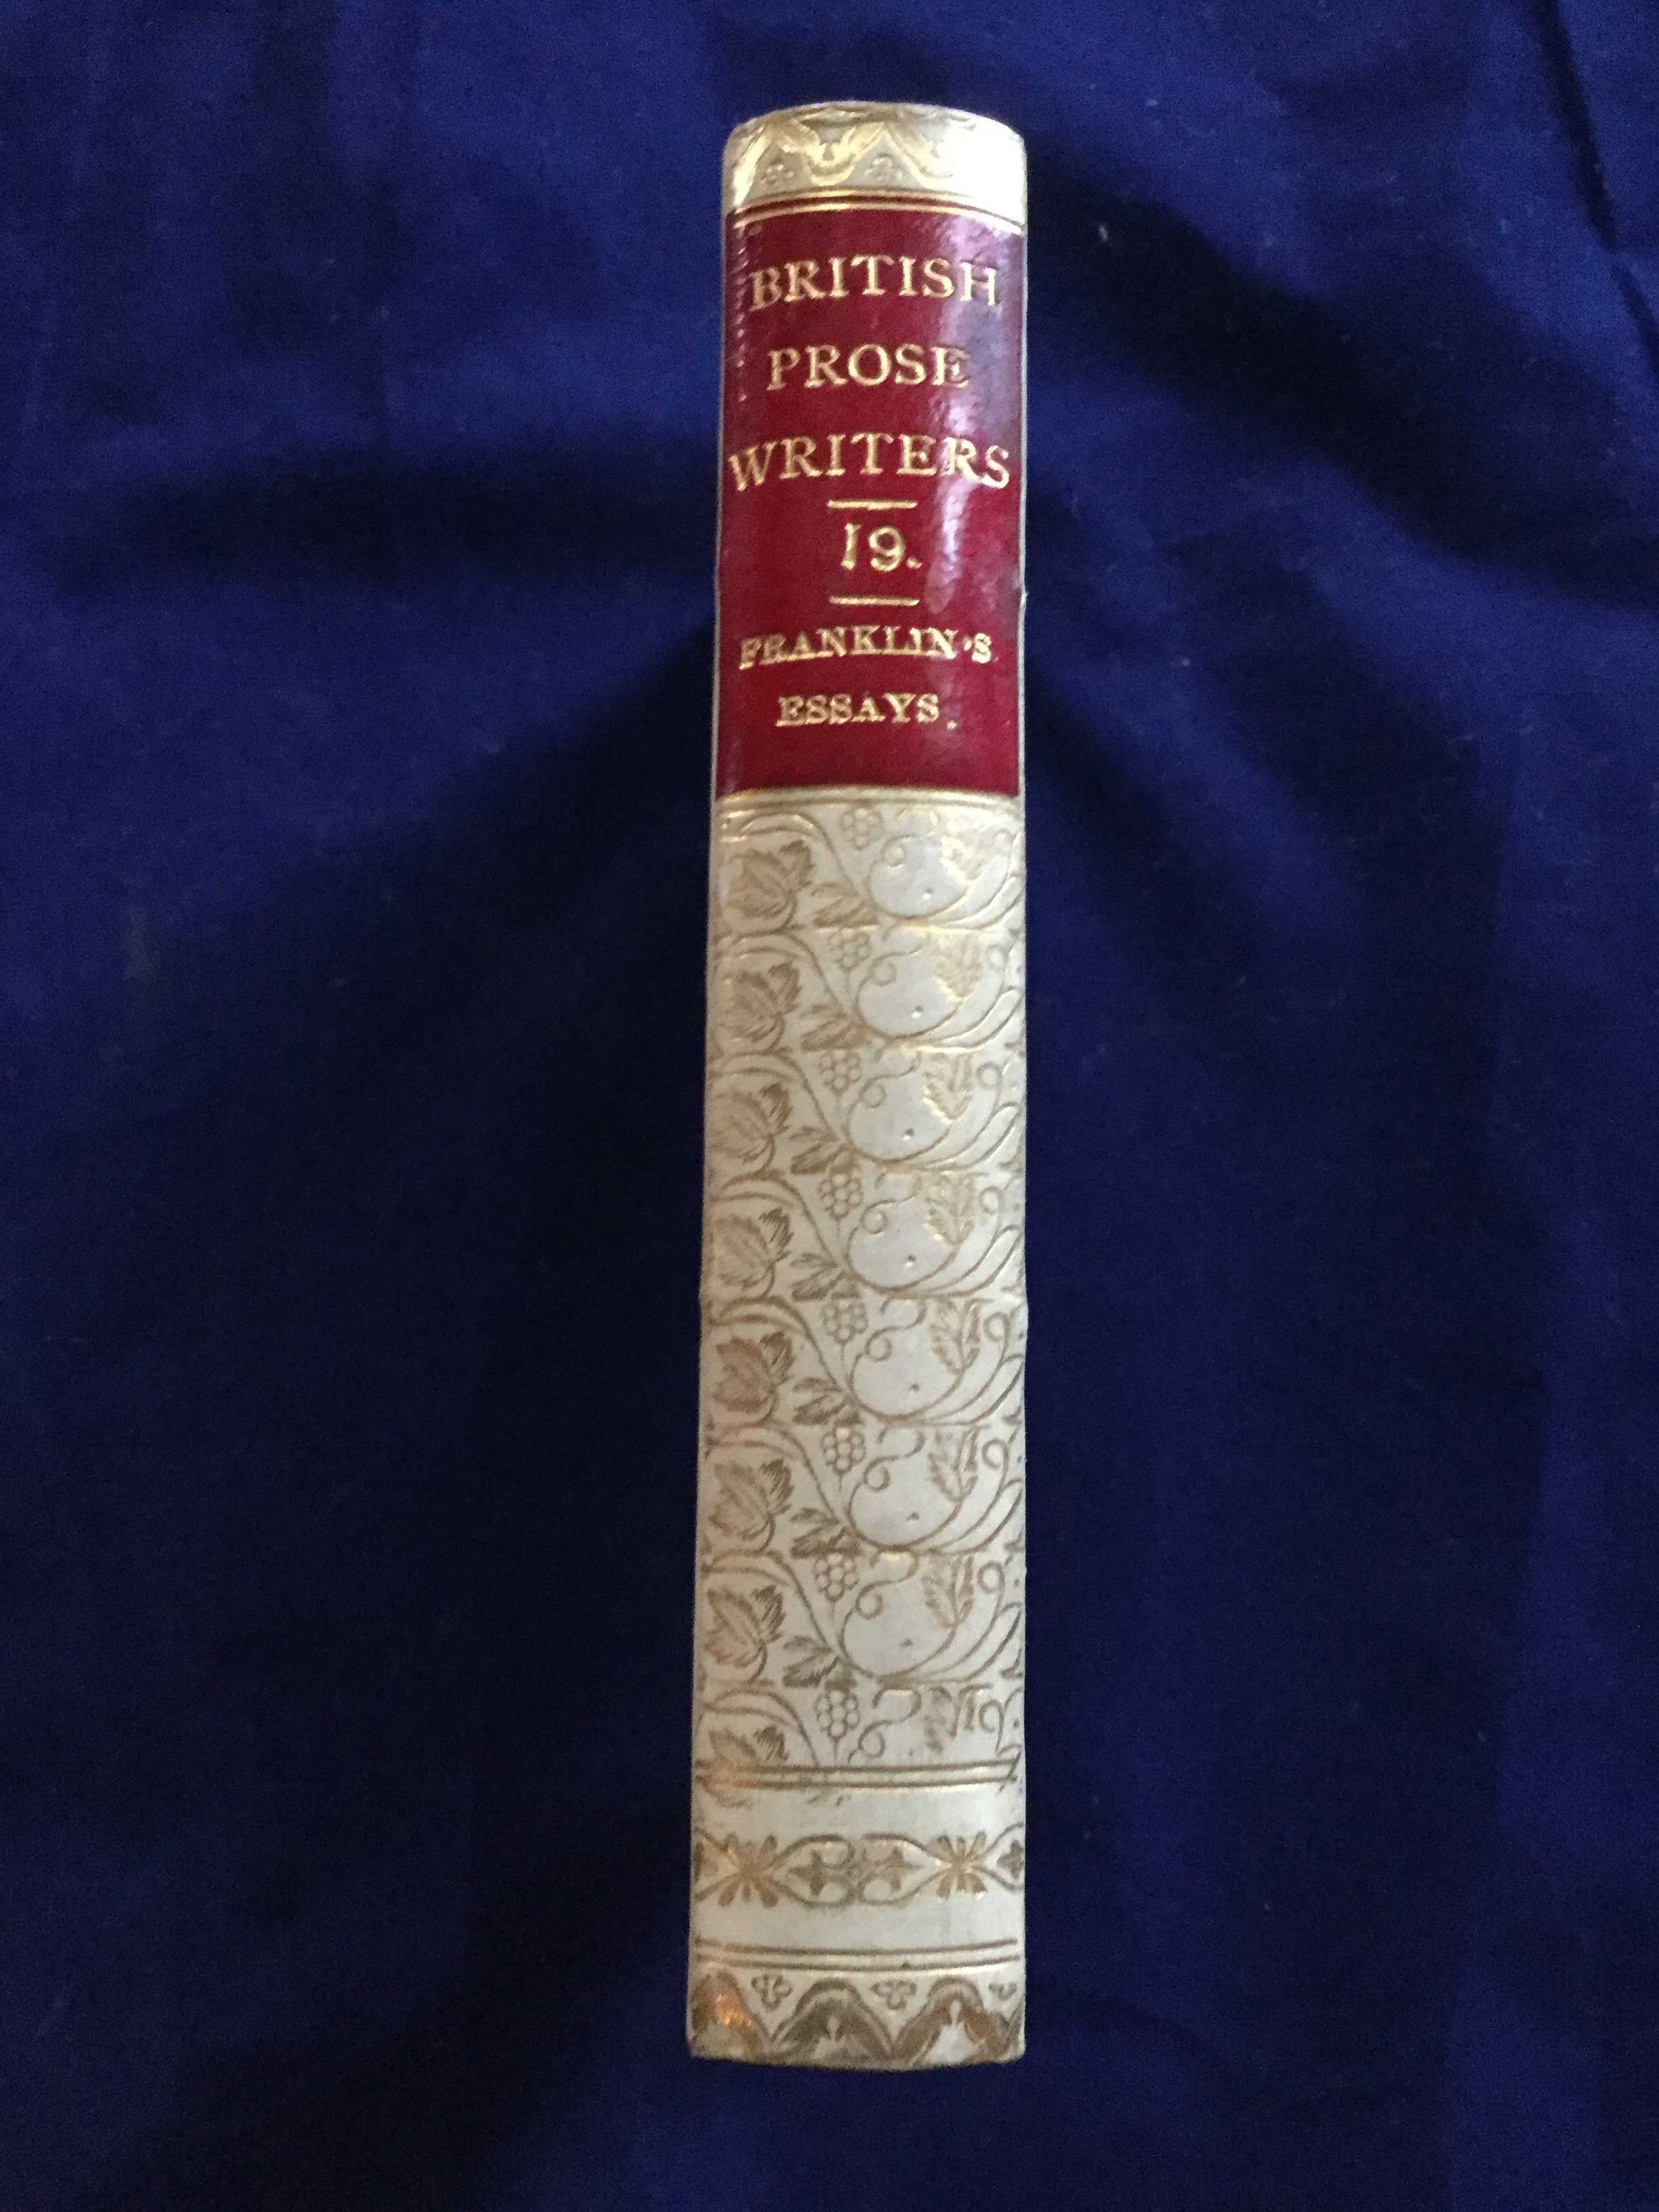 BRITISH
PROSE
WRITERS
19.
FRANKLIN'S
ESSAYS.